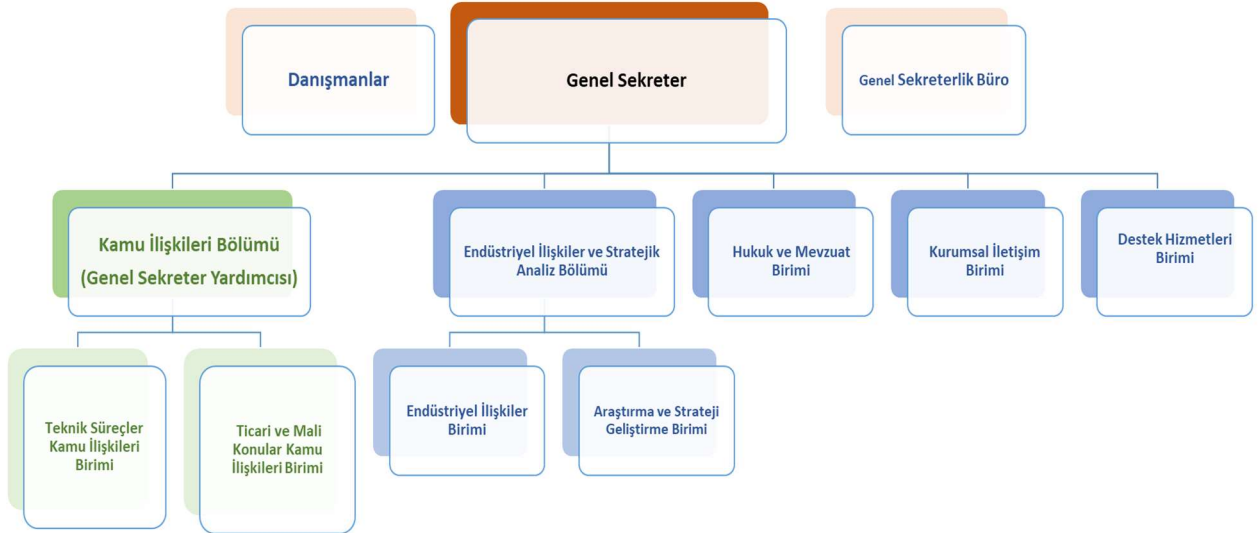 Danışmanlar
Genel Sekreter
Genel Sekreterlik Büro
Kamu İlişkileri Bölümü
(Genel Sekreter Yardımcısı)
Endüstriyel İlişkiler ve Stratejik
Analiz Bölümü
Hukuk ve Mevzuat
Birimi
Kurumsal İletişim
Birimi
Destek Hizmetleri
Birimi
Teknik Süreçler
Kamu İlişkileri
Birimi
Ticari ve Mali
Konular Kamu
İlişkileri Birimi
Endüstriyel İlişkiler
Birimi
Araştırma ve Strateji
Geliştirme Birimi